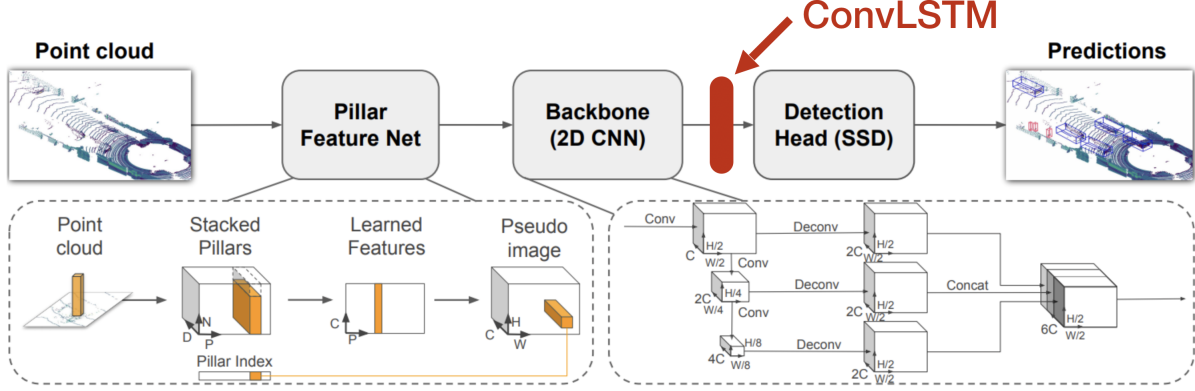 ConvLSTM
Point cloud
Predictions
Pillar
Feature Net
Backbone
(2D CNN)
Detection
Head (SSD)
Point
cloud
Stacked
Pillars
Learned
Features
Pseudo
image
D
N
P
C
P
C
H
W
Pillar Index
Conv
C
H/2
W/2
Conv
2C
H/4
W/4
Conv
4C
H/8
W/8
Deconv
Deconv
Deconv
2C
H/2
W/2
2C
H/2
W/2
2C
H/2
W/2
Concat
6C
H/2
W/2